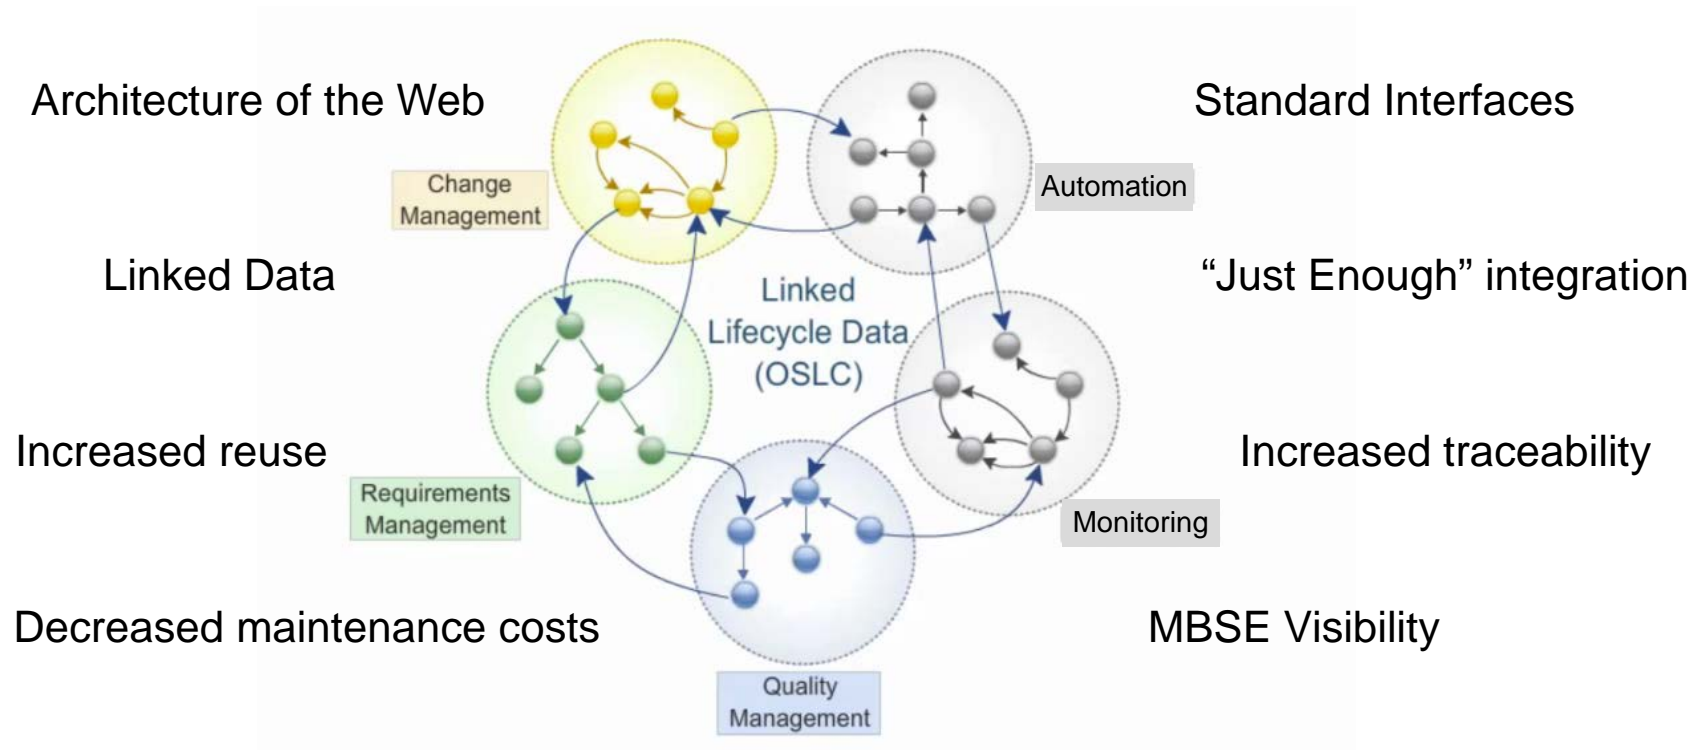 Architecture of the Web
Standard Interfaces
Change
Management
Automation
Linked Data
“Just Enough” integration
Linked
Lifecycle Data
(OSLC)
Increased reuse
Increased traceability
Requirements
Management
Monitoring
Decreased maintenance costs
MBSE Visibility
Quality
Management